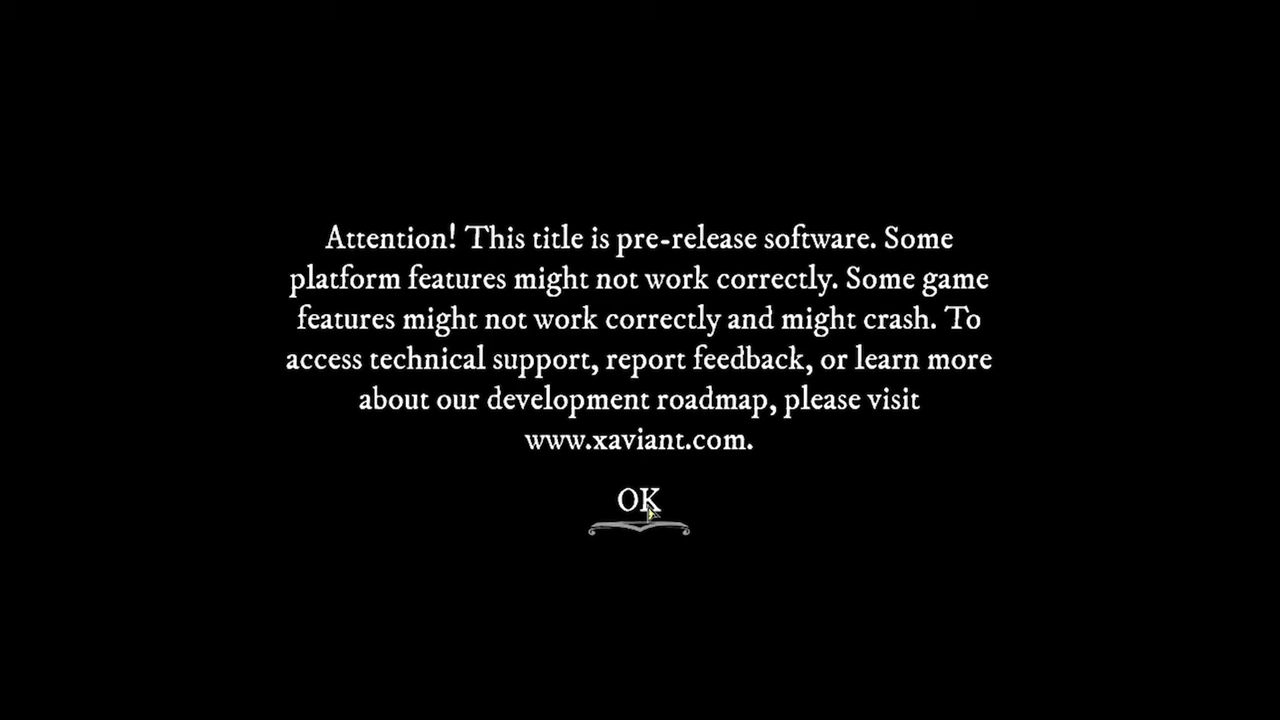 Attention! This title is pre-release software. Some
platform features might not work correctly. Some game
features might not work correctly and might crash. To
access technical support, report feedback, or learn more
about our development roadmap, please visit
www.xaviant.com.
OK